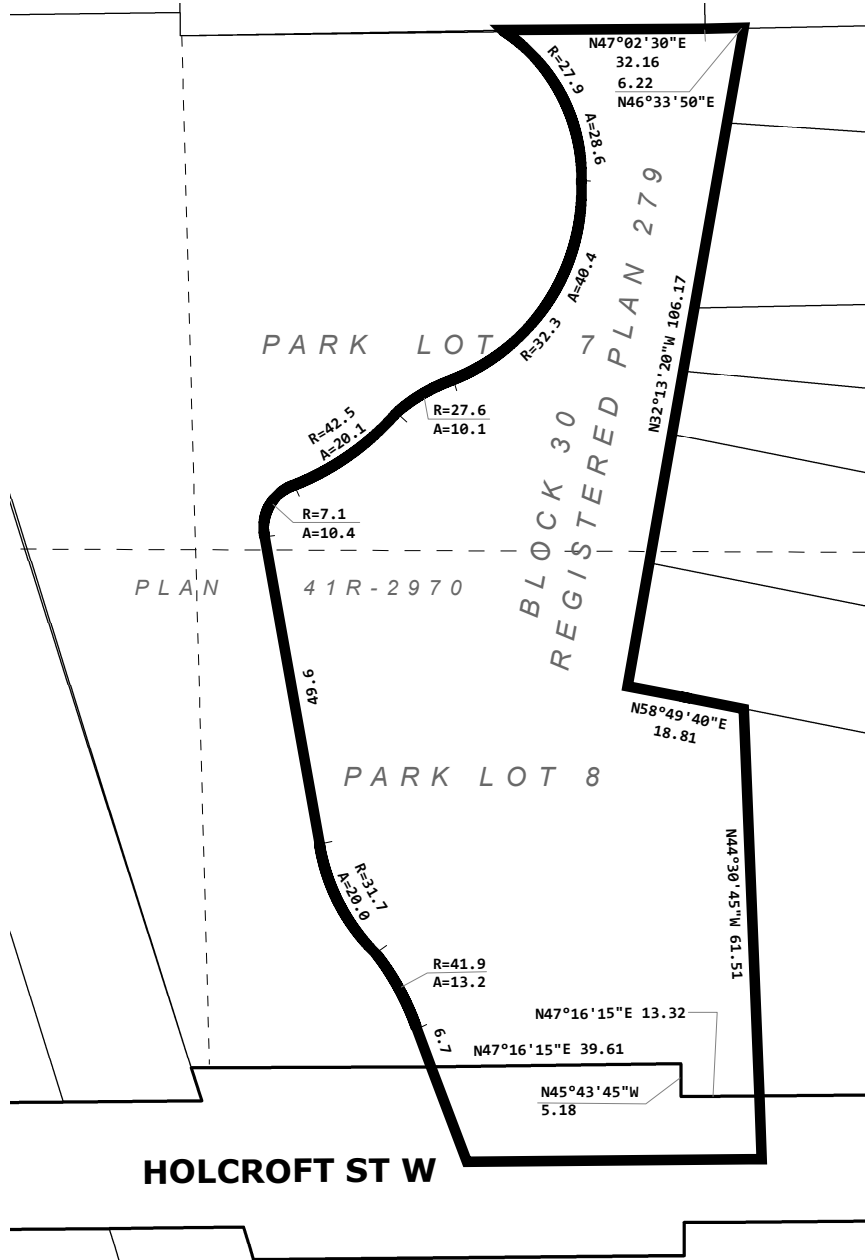 N47°02'30"E
32.16
6.22
N46°33'50"E
R=27.9
A=28.6
A=40.4
R=32.3
N32°13'20"W 106.17
PARK LOT 7
BLOCK 30
REGISTERED PLAN 279
R=27.6
A=10.1
R=42.5
A=20.1
R=7.1
A=10.4
PLAN 41R-2970
49.6
N58°49'40"E
18.81
PARK LOT 8
N44°30'45"W 61.51
R=31.7
A=20.0
R=41.9
A=13.2
6.7
N47°16'15"E 13.32
N47°16'15"E 39.61
N45°43'45"W
5.18
HOLCROFT ST W